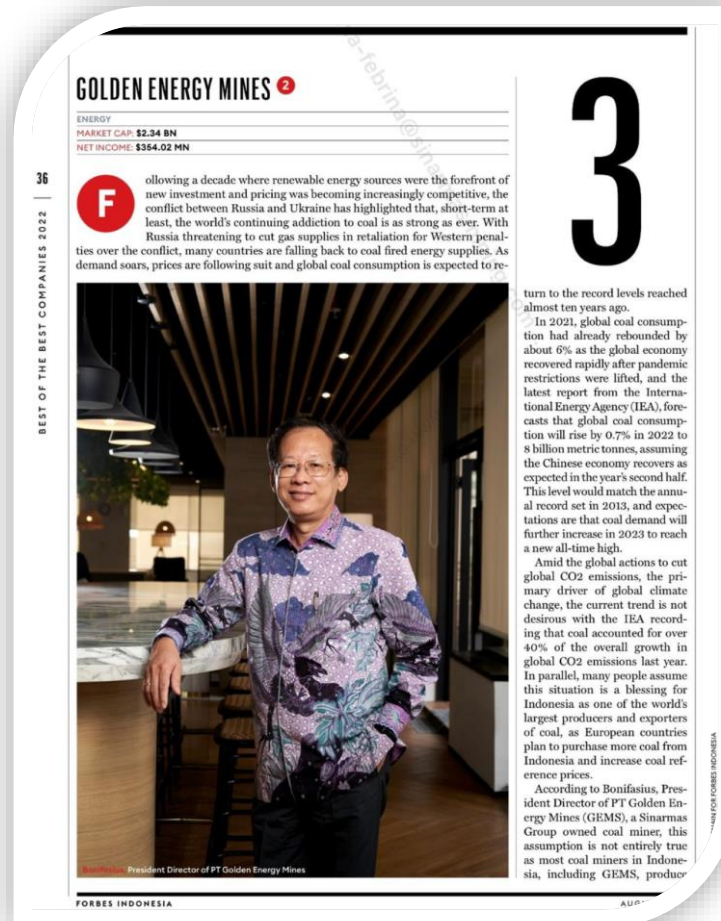 GOLDEN ENERGY MINES 2
ENERGY
MARKET CAP: $2.34 BN
NET INCOME: $354.02 MN
36
BEST OF THE BEST COMPANIES 2022
Following a decade where renewable energy sources were the forefront of
new investment and pricing was becoming increasingly competitive, the
conflict between Russia and Ukraine has highlighted that, short-term at
least, the world's continuing addiction to coal is as strong as ever. With
Russia threatening to cut gas supplies in retaliation for Western penal-
ties over the conflict, many countries are falling back to coal fired energy supplies. As
demand soars, prices are following suit and global coal consumption is expected to re-
3
turn to the record levels reached
almost ten years ago.
In 2021, global coal consump-
tion had already rebounded by
about 6% as the global economy
recovered rapidly after pandemic
restrictions were lifted, and the
latest report from the Interna-
tional Energy Agency (IEA), fore-
casts that global coal consump-
tion will rise by 0.7% in 2022 to
8 billion metric tonnes, assuming
the Chinese economy recovers as
expected in the year's second half.
This level would match the annu-
al record set in 2013, and expec-
tations are that coal demand will
further increase in 2023 to reach
a new all-time high.
Amid the global actions to cut
global CO2 emissions, the pri-
mary driver of global climate
change, the current trend is not
desirous with the IEA record-
ing that coal accounted for over
40% of the overall growth in
global CO2 emissions last year.
In parallel, many people assume
this situation is a blessing for
Indonesia as one of the world's
largest producers and exporters
of coal, as European countries
plan to purchase more coal from
Indonesia and increase coal ref-
erence prices.
According to Bonifasius, Pres-
ident Director of PT Golden En-
ergy Mines (GEMS), a Sinarmas
Group owned coal miner, this
assumption is not entirely true
as most coal miners in Indone-
sia, including GEMS, produce
Bonifasius, President Director of PT Golden Energy Mines
FOR FORBES INDONESIA
FORBES INDONESIA